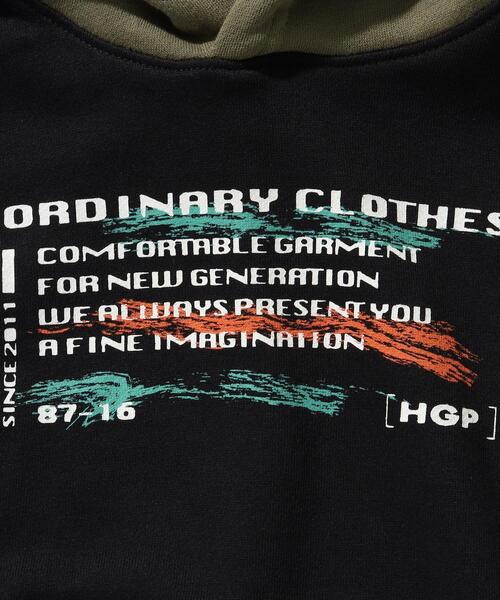 ORDINARY CLOTHES
COMFORTABLE GARMENT
FOR NEW GENERATION
WE ALWAYS PRESENT YOU
A FINE IMAGINATION
SINCE 2011
87-16
[HGP]